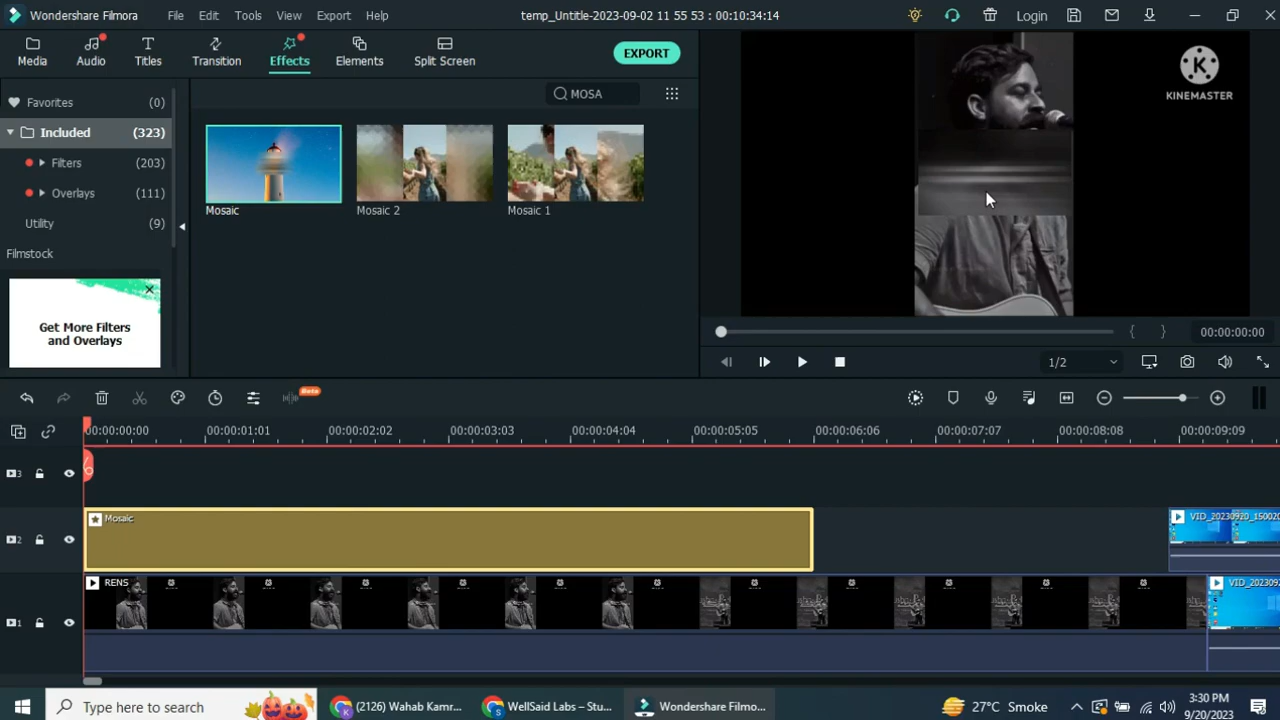 Wondershare Filmora File Edit Tools View Export Help temp_Untitle-2023-09-02 11 55 53 : 00:10:34:14 Login
Media Audio Titles Transition Effects Elements Split Screen EXPORT
Favorites (0)
Included (323)
Filters (203)
Overlays (111)
Utility (9)
Filmstock
Get More Filters
and Overlays
MOSA
Mosaic Mosaic 2 Mosaic 1
K
KINEMASTER
{ } 00:00:00:00
1/2
Beta
00:00:00:00 00:00:01:01 00:00:02:02 00:00:03:03 00:00:04:04 00:00:05:05 00:00:06:06 00:00:07:07 00:00:08:08 00:00:09:09
3
2 Mosaic VID_20230920_150020
1 RENS VID_202309
Type here to search (2126) Wahab Kamr... WellSaid Labs – Stu... Wondershare Filmo... 27°C Smoke 3:30 PM
9/20/2023